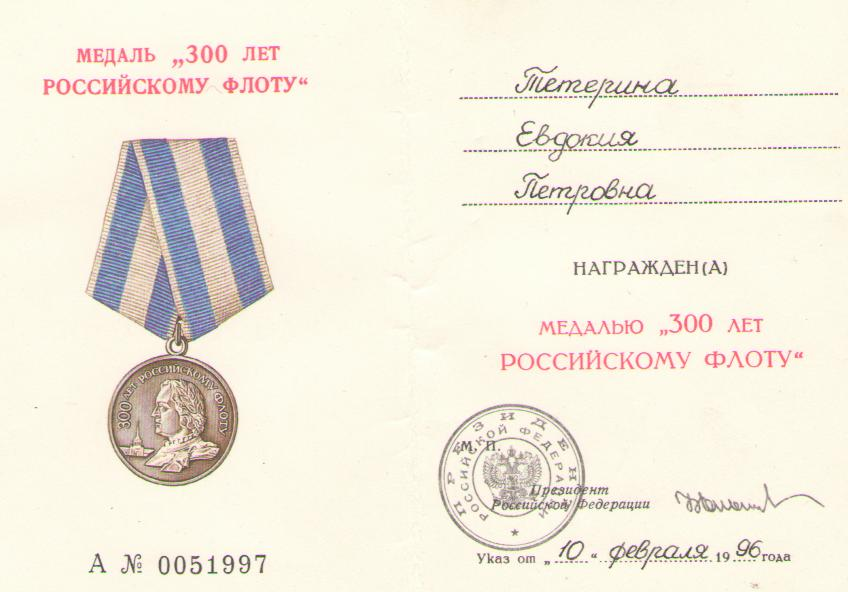 МЕДАЛЬ „300 ЛЕТ
РОССИЙСКОМУ ФЛОТУ“
300 ЛЕТ РОССИЙСКОМУ ФЛОТУ
А № 0051997
Тетерина
Евдокия
Петровна
НАГРАЖДЕН(А)
МЕДАЛЬЮ „300 ЛЕТ
РОССИЙСКОМУ ФЛОТУ“
ПРЕЗИДЕН
РОССИЙСКОЙ ФЕДЕРАЦИИ
М. П.
Президент
Российской Федерации
Указ от „10“ февраля 1996 года